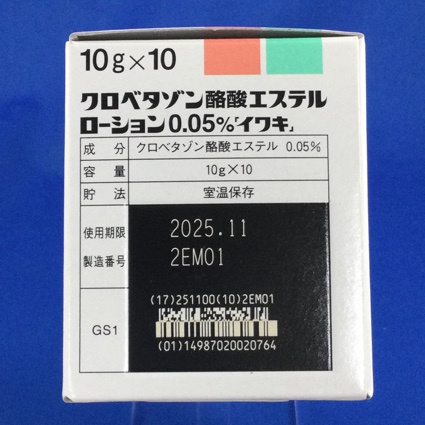 10g×10
クロベタゾン酪酸エステル
ローション0.05%「イワキ」
成分 クロベタゾン酪酸エステル 0.05%
容量 10g×10
貯法 室温保存
使用期限 2025.11
製造番号 2EM01
(17)251100(10)2EM01
GS1
(01)14987020020764